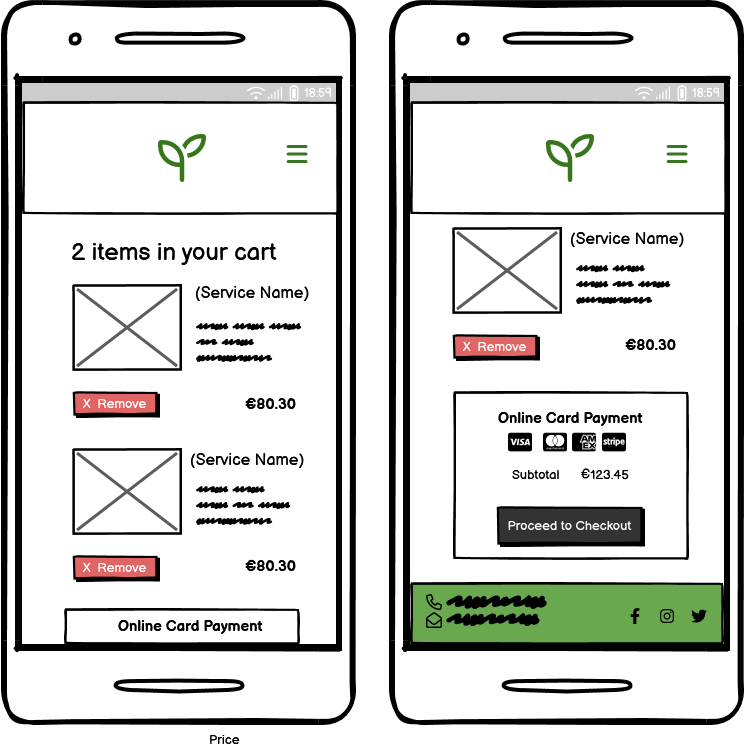 18:59
2 items in your cart
(Service Name)
X Remove
€80.30
(Service Name)
X Remove
€80.30
Online Card Payment
18:59
(Service Name)
X Remove
€80.30
Online Card Payment
VISA AM EX stripe
Subtotal €123.45
Proceed to Checkout
Price